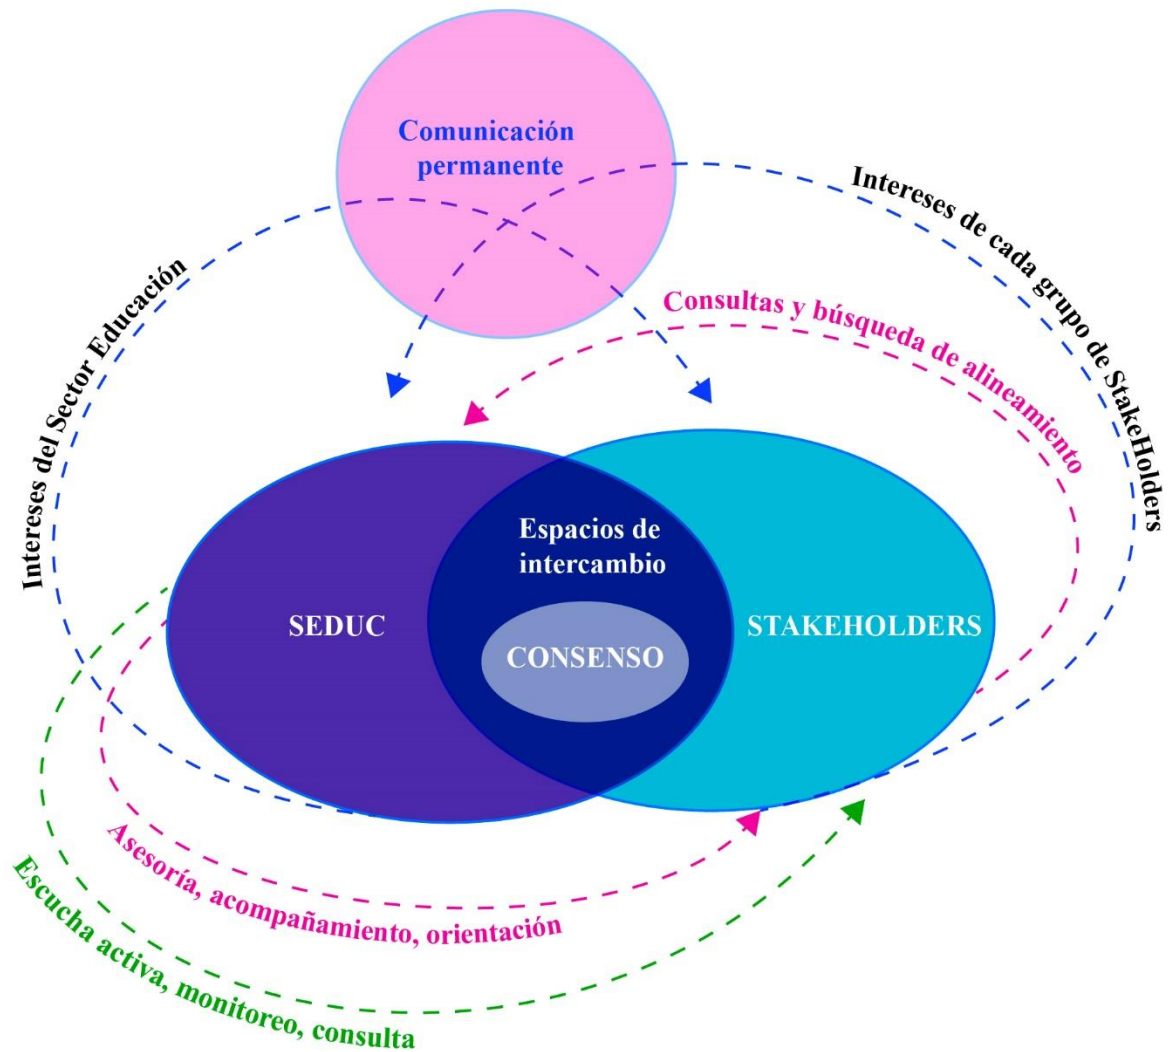 Comunicación
permanente
Intereses de cada grupo de StakeHolders
Intereses del Sector Educación
Consultas y búsqueda de alineamiento
Espacios de
intercambio
SEDUC
STAKEHOLDERS
CONSENSO
Asesoría, acompañamiento, orientación
Escucha activa, monitoreo, consulta